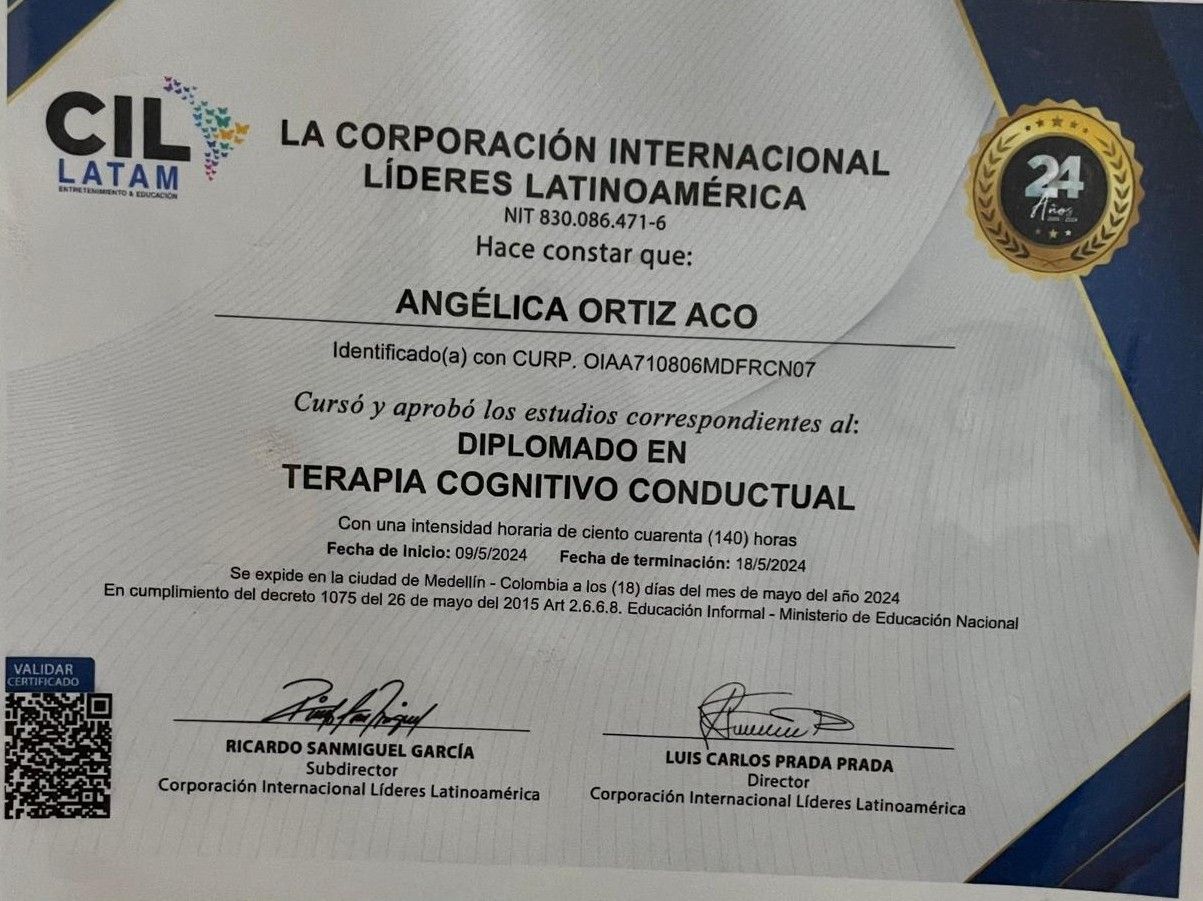 CIL
LATAM
ENTRETENIMIENTO & EDUCACIÓN
LA CORPORACIÓN INTERNACIONAL
LÍDERES LATINOAMÉRICA
NIT 830.086.471-6
Hace constar que:
24
Años
ANGÉLICA ORTIZ ACO
Identificado(a) con CURP. OIAA710806MDFRCN07
Cursó y aprobó los estudios correspondientes al:
DIPLOMADO EN
TERAPIA COGNITIVO CONDUCTUAL
Con una intensidad horaria de ciento cuarenta (140) horas
Fecha de Inicio: 09/5/2024 Fecha de terminación: 18/5/2024
Se expide en la ciudad de Medellín - Colombia a los (18) días del mes de mayo del año 2024
En cumplimiento del decreto 1075 del 26 de mayo del 2015 Art 2.6.6.8. Educación Informal - Ministerio de Educación Nacional
VALIDAR
CERTIFICADO
RICARDO SANMIGUEL GARCÍA
Subdirector
Corporación Internacional Líderes Latinoamérica
LUIS CARLOS PRADA PRADA
Director
Corporación Internacional Líderes Latinoamérica